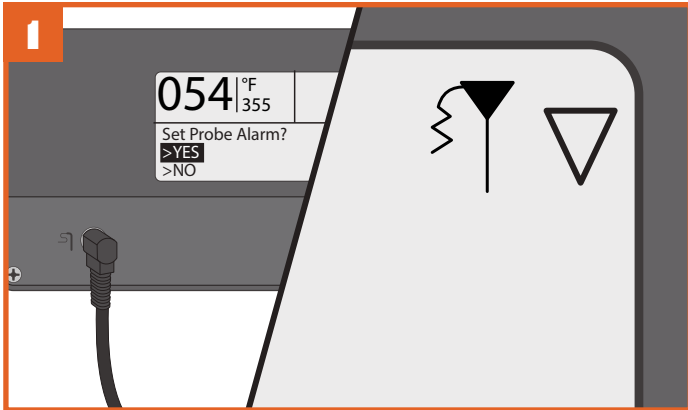 1
054 °F
355
Set Probe Alarm?
>YES
>NO